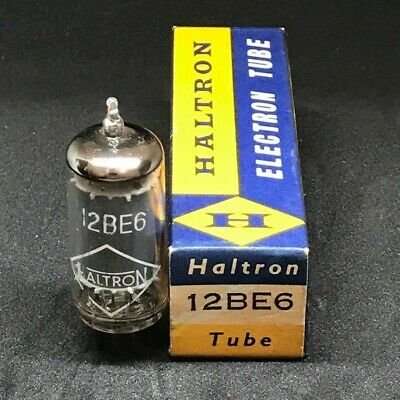 12BE6
HALTRON
HALTRON
ELECTRON TUBE
H
Haltron
12BE6
Tube